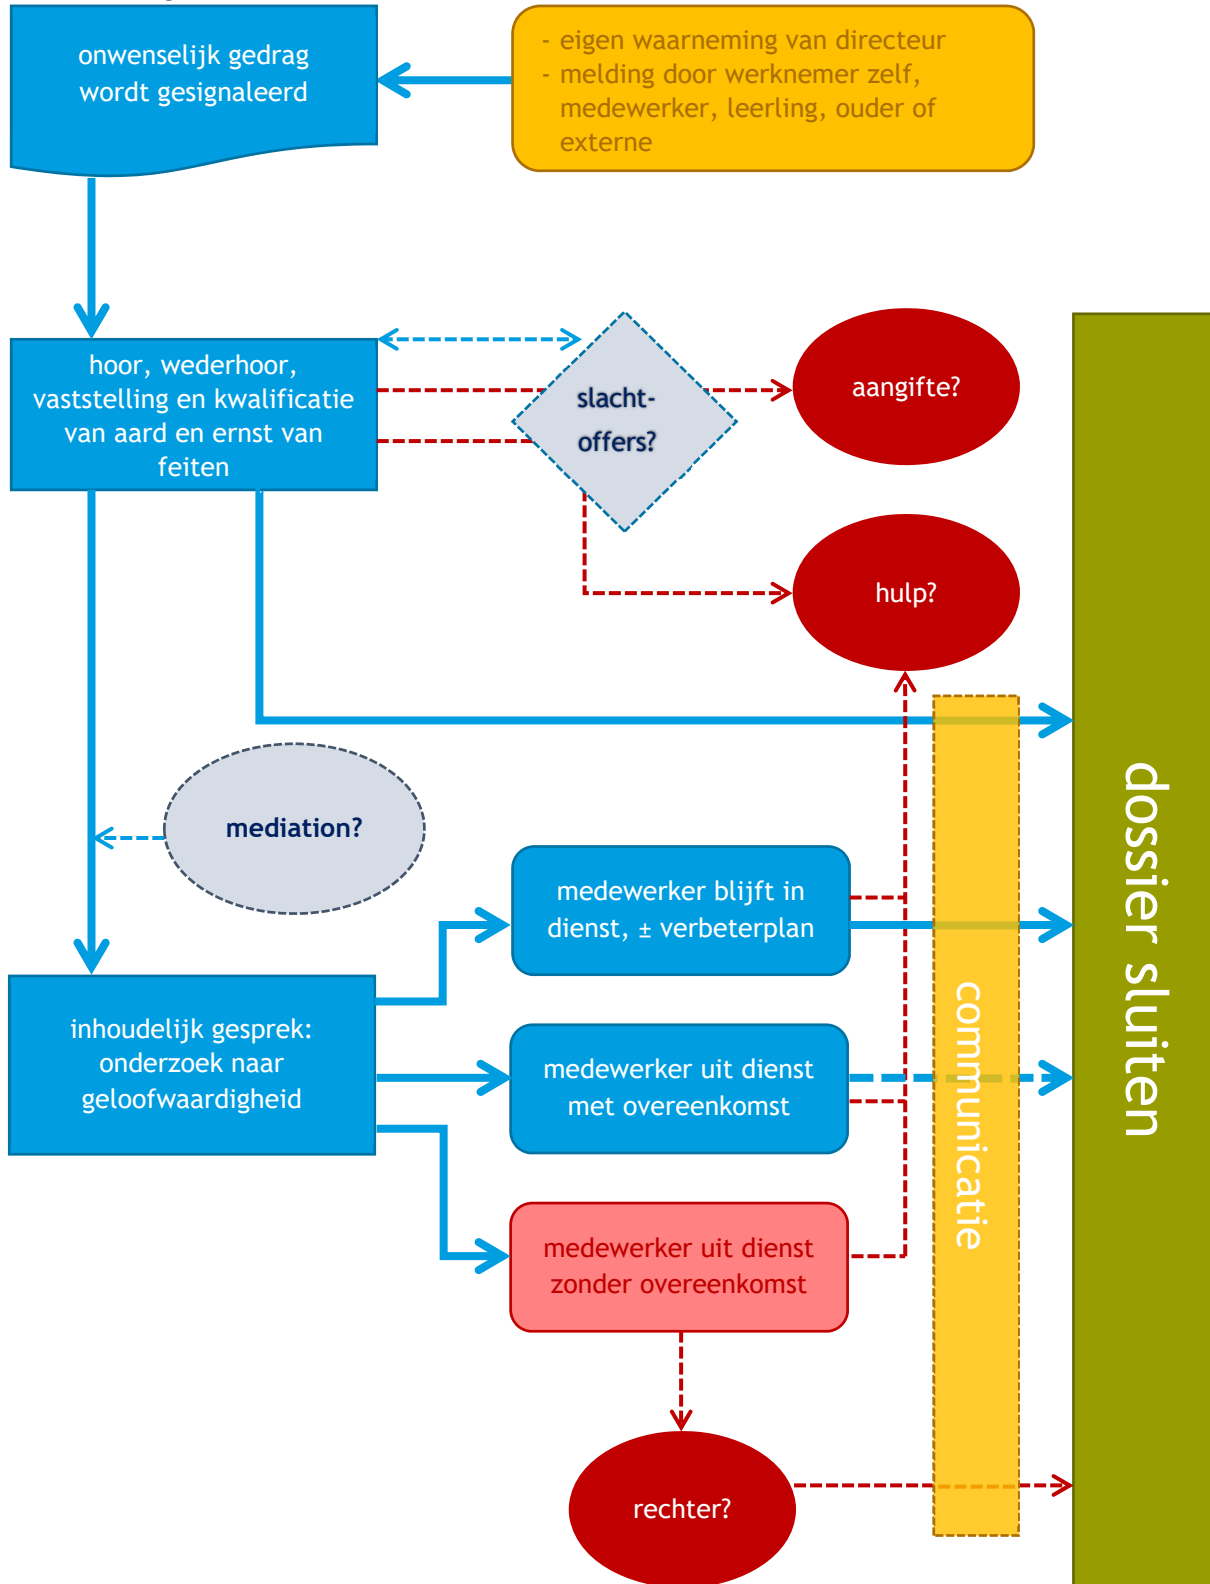 onwenselijk gedrag
wordt gesignaleerd
- eigen waarneming van directeur
- melding door werknemer zelf,
medewerker, leerling, ouder of
externe
hoor, wederhoor,
vaststelling en kwalificatie
van aard en ernst van
feiten
slacht-
offers?
aangifte?
hulp?
mediation?
medewerker blijft in
dienst, ± verbeterplan
inhoudelijk gesprek:
onderzoek naar
geloofwaardigheid
medewerker uit dienst
met overeenkomst
medewerker uit dienst
zonder overeenkomst
rechter?
communicatie
dossier sluiten